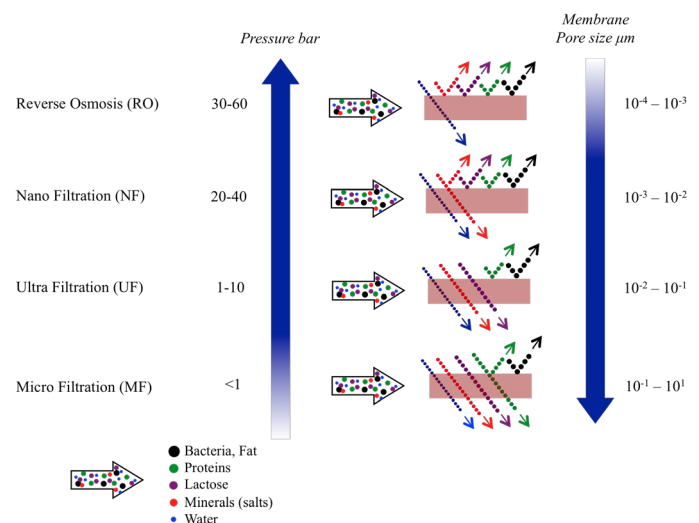 Membrane
Pressure bar
Pore size μm
Reverse Osmosis (RO)
30-60
10⁻⁴ – 10⁻³
Nano Filtration (NF)
20-40
10⁻³ – 10⁻²
Ultra Filtration (UF)
1-10
10⁻² – 10⁻¹
Micro Filtration (MF)
<1
10⁻¹ – 10¹
Bacteria, Fat
Proteins
Lactose
Minerals (salts)
Water